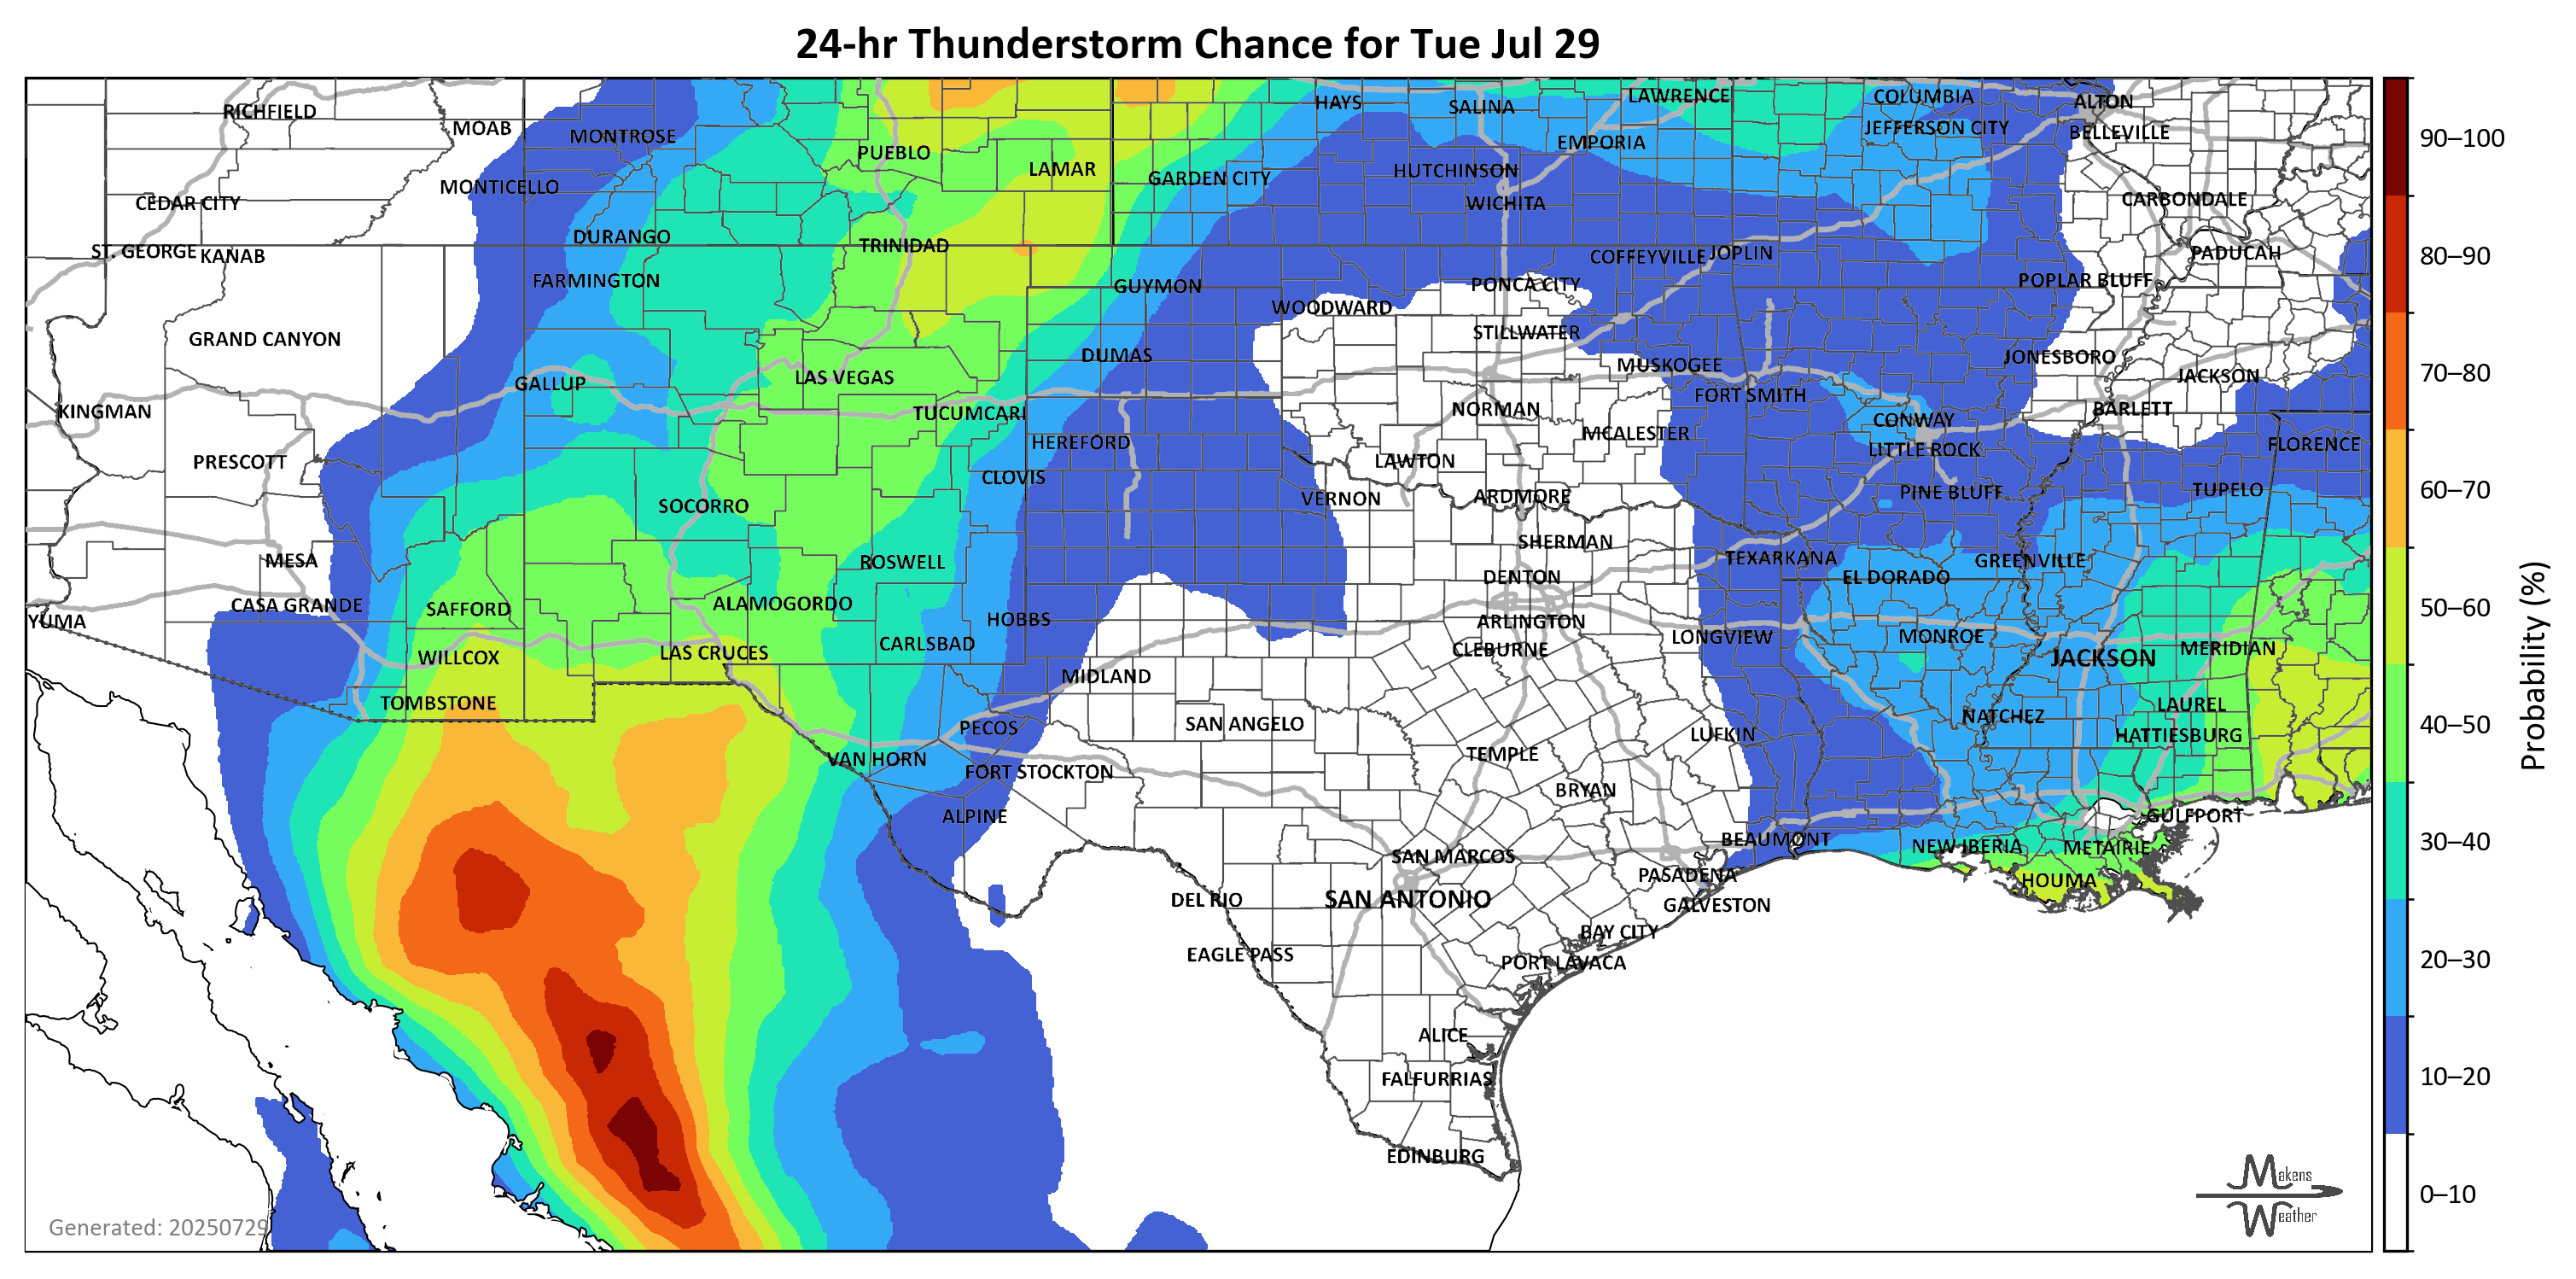 24-hr Thunderstorm Chance for Tue Jul 29
RICHFIELD
MOAB
MONTROSE
PUEBLO
LAMAR
HAYS
SALINA
LAWRENCE
COLUMBIA
ALTON
JEFFERSON CITY
BELLEVILLE
EMPORIA
HUTCHINSON
GARDEN CITY
MONTICELLO
CEDAR CITY
WICHITA
CARBONDALE
DURANGO
TRINIDAD
ST. GEORGE
KANAB
COFFEYVILLE
JOPLIN
PADUCAH
FARMINGTON
GUYMON
PONCA CITY
POPLAR BLUFF
WOODWARD
GRAND CANYON
STILLWATER
DUMAS
MUSKOGEE
JONESBORO
GALLUP
LAS VEGAS
JACKSON
FORT SMITH
KINGMAN
TUCUMCARI
NORMAN
BARLETT
CONWAY
HEREFORD
MCALESTER
LITTLE ROCK
FLORENCE
PRESCOTT
CLOVIS
LAWTON
VERNON
ARDMORE
PINE BLUFF
TUPELO
SOCORRO
SHERMAN
MESA
ROSWELL
TEXARKANA
GREENVILLE
DENTON
EL DORADO
CASA GRANDE
SAFFORD
ALAMOGORDO
HOBBS
YUMA
ARLINGTON
CARLSBAD
CLEBURNE
LONGVIEW
MONROE
JACKSON
MERIDIAN
WILLCOX
LAS CRUCES
MIDLAND
TOMBSTONE
PECOS
SAN ANGELO
LUFKIN
NATCHEZ
LAUREL
HATTIESBURG
VAN HORN
FORT STOCKTON
TEMPLE
BRYAN
ALPINE
GULFPORT
BEAUMONT
NEW IBERIA
METAIRIE
SAN MARCOS
PASADENA
HOUMA
DEL RIO
SAN ANTONIO
GALVESTON
BAY CITY
EAGLE PASS
PORT LAVACA
ALICE
FALFURRIAS
EDINBURG
Generated: 20250729
Makens
Weather
90–100
80–90
70–80
60–70
50–60
40–50
30–40
20–30
10–20
0–10
Probability (%)